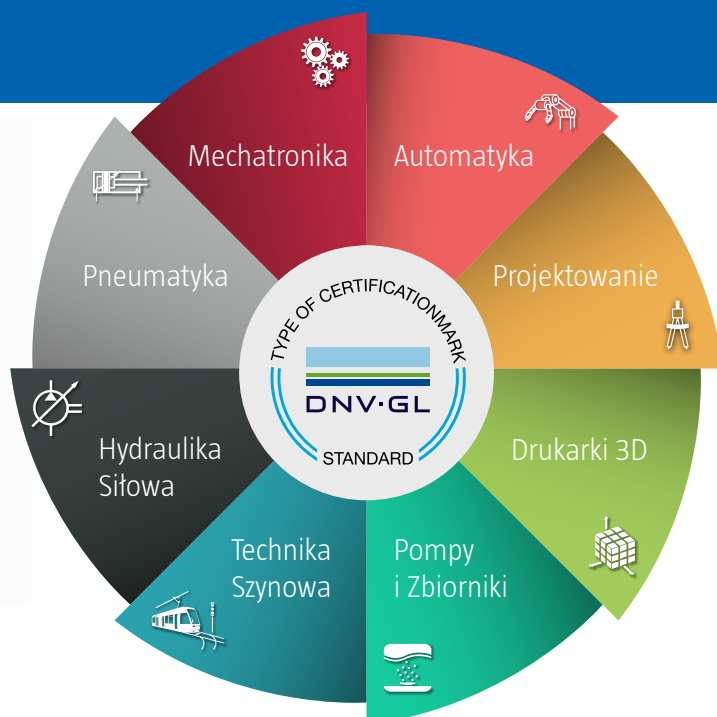 Mechatronika
Automatyka
Pneumatyka
Projektowanie
TYPE OF CERTIFICATIONMARK
DNV·GL
STANDARD
Hydraulika
Siłowa
Drukarki 3D
Technika
Szynowa
Pompy
i Zbiorniki